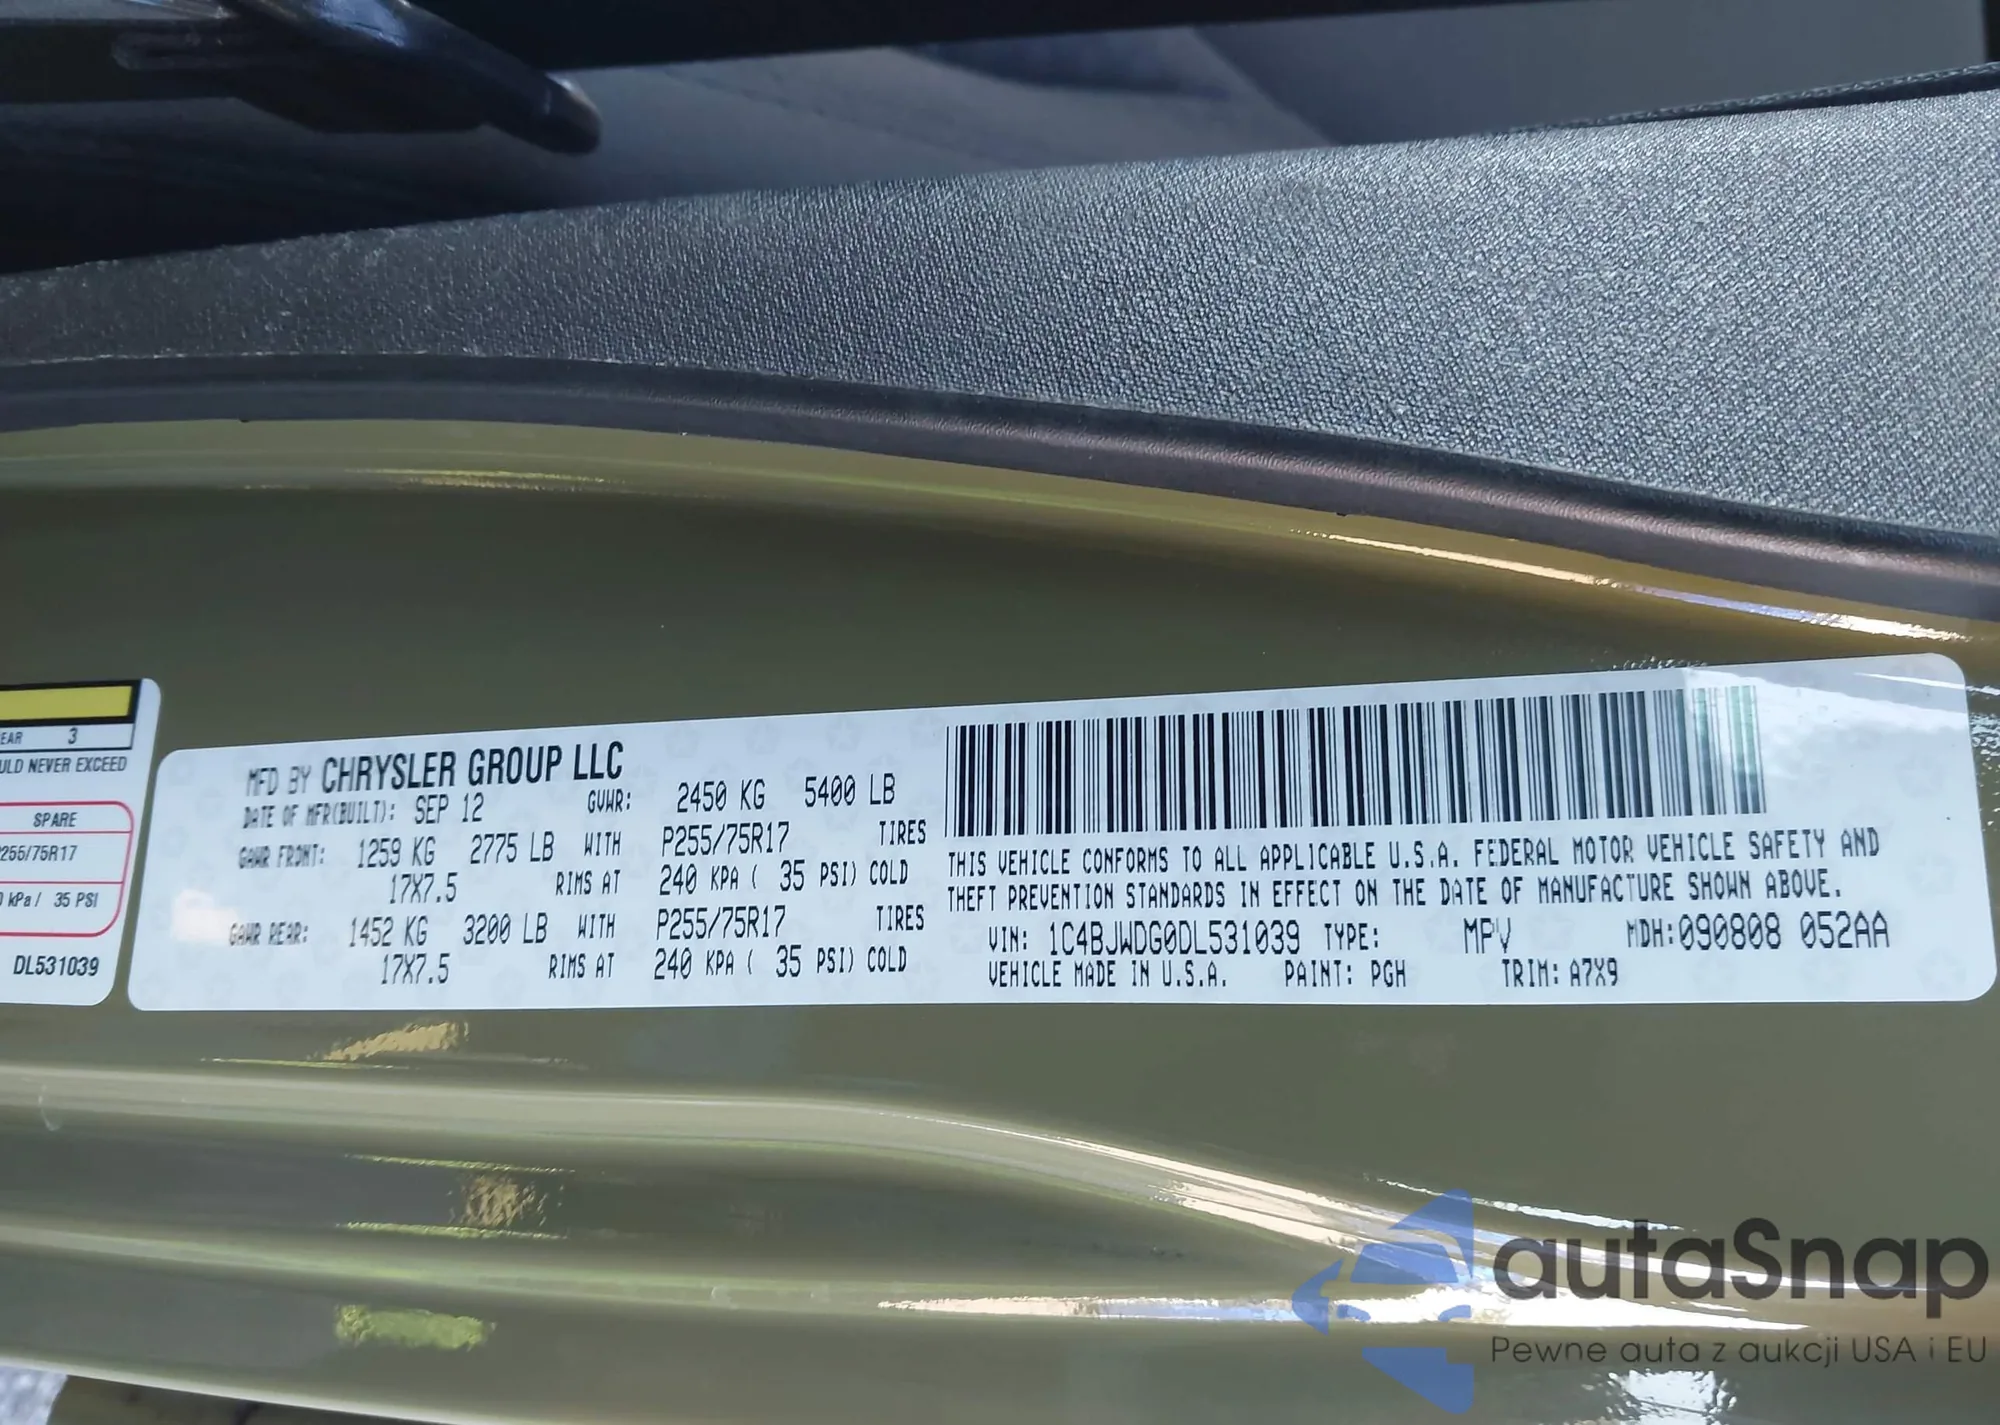 EAR 3
ULD NEVER EXCEED
SPARE
255/75R17
kPa / 35 PSI
DL531039
MFD BY CHRYSLER GROUP LLC
DATE OF MFR(BUILT): SEP 12 GVWR: 2450 KG 5400 LB
GAWR FRONT: 1259 KG 2775 LB WITH P255/75R17 TIRES
17X7.5 RIMS AT 240 KPA ( 35 PSI) COLD
GAWR REAR: 1452 KG 3200 LB WITH P255/75R17 TIRES
17X7.5 RIMS AT 240 KPA ( 35 PSI) COLD
THIS VEHICLE CONFORMS TO ALL APPLICABLE U.S.A. FEDERAL MOTOR VEHICLE SAFETY AND
THEFT PREVENTION STANDARDS IN EFFECT ON THE DATE OF MANUFACTURE SHOWN ABOVE.
VIN: 1C4BJWDG0DL531039 TYPE: MPV MDH:090808 052AA
VEHICLE MADE IN U.S.A. PAINT: PGH TRIM: A7X9
autaSnap
Pewne auta z aukcji USA i EU